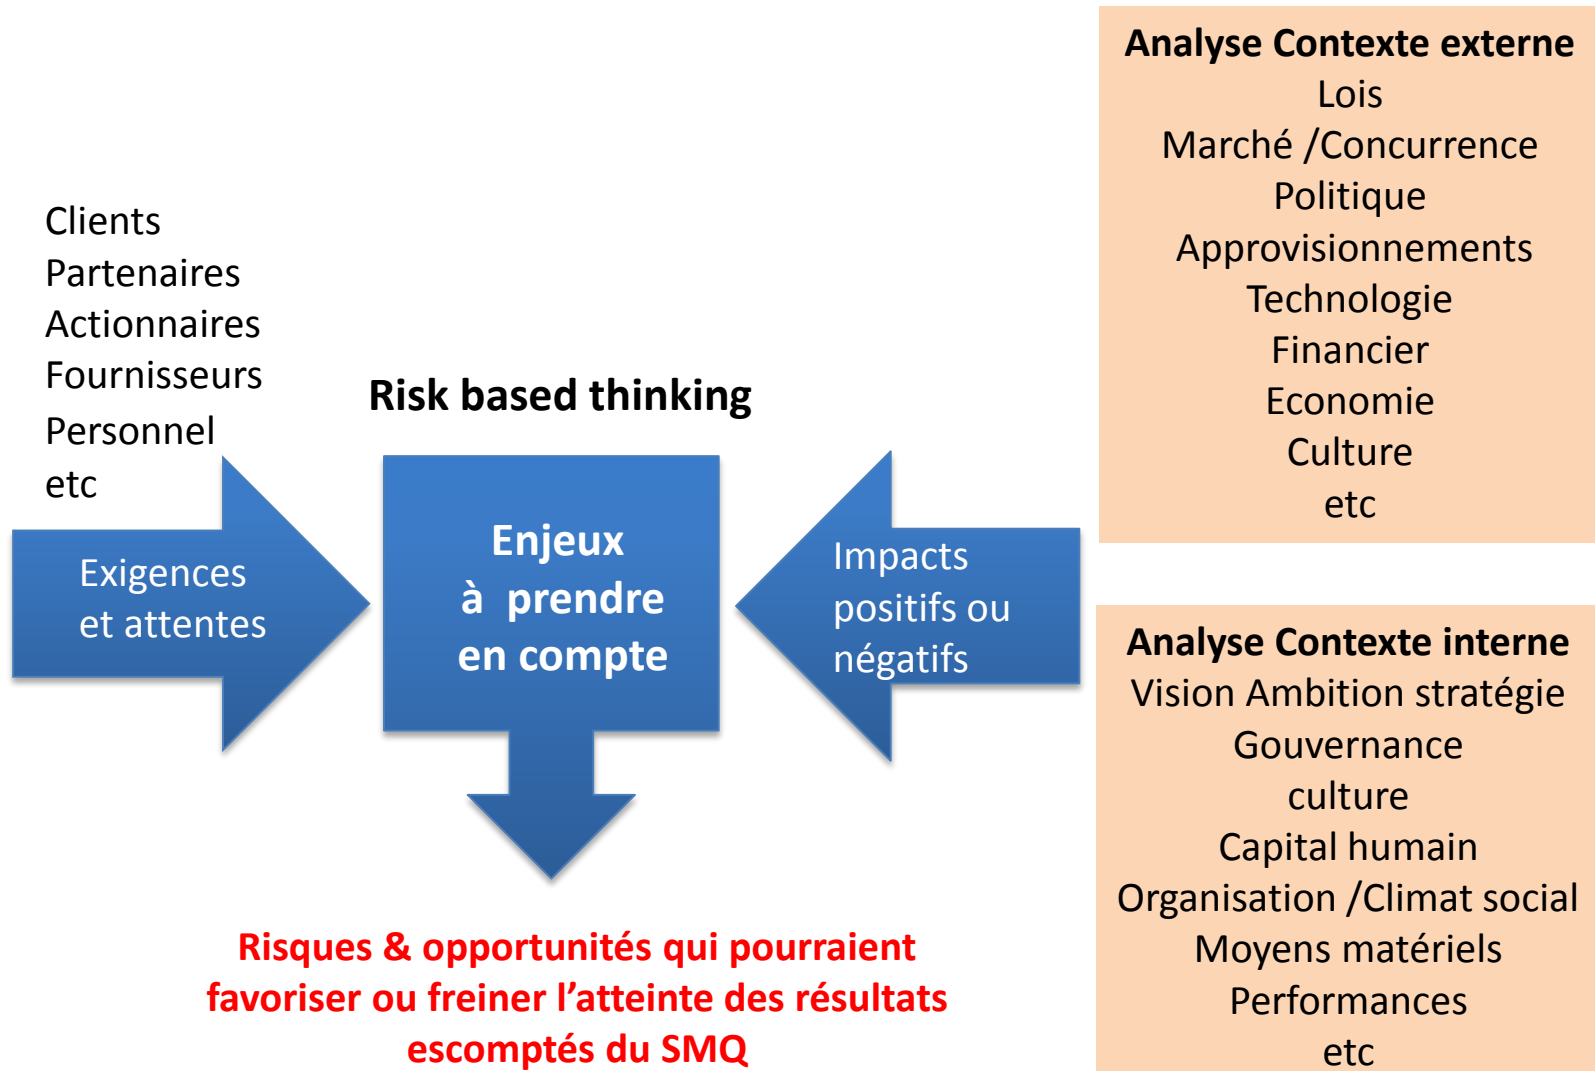 Clients
Partenaires
Actionnaires
Fournisseurs
Personnel
etc
Exigences
et attentes
Risk based thinking
Enjeux
à prendre
en compte
Impacts
positifs ou
négatifs
Risques & opportunités qui pourraient
favoriser ou freiner l’atteinte des résultats
escomptés du SMQ
Analyse Contexte externe
Lois
Marché /Concurrence
Politique
Approvisionnements
Technologie
Financier
Economie
Culture
etc
Analyse Contexte interne
Vision Ambition stratégie
Gouvernance
culture
Capital humain
Organisation /Climat social
Moyens matériels
Performances
etc